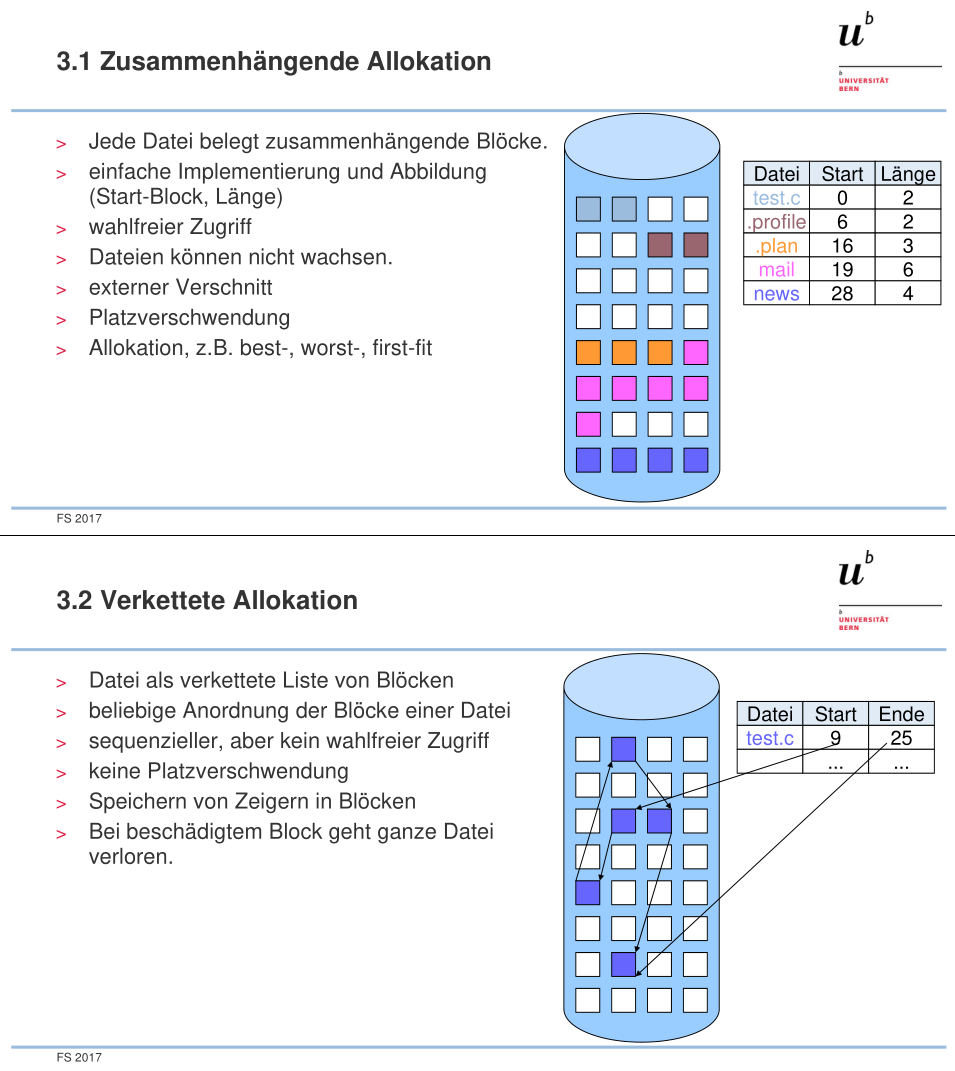 3.1 Zusammenhängende Allokation
u b
b
UNIVERSITÄT
BERN
> Jede Datei belegt zusammenhängende Blöcke.
> einfache Implementierung und Abbildung
(Start-Block, Länge)
> wahlfreier Zugriff
> Dateien können nicht wachsen.
> externer Verschnitt
> Platzverschwendung
> Allokation, z.B. best-, worst-, first-fit
Datei Start Länge
test.c 0 2
.profile 6 2
.plan 16 3
mail 19 6
news 28 4
FS 2017
3.2 Verkettete Allokation
u b
b
UNIVERSITÄT
BERN
> Datei als verkettete Liste von Blöcken
> beliebige Anordnung der Blöcke einer Datei
> sequenzieller, aber kein wahlfreier Zugriff
> keine Platzverschwendung
> Speichern von Zeigern in Blöcken
> Bei beschädigtem Block geht ganze Datei
verloren.
Datei Start Ende
test.c 9 25
... ...
FS 2017